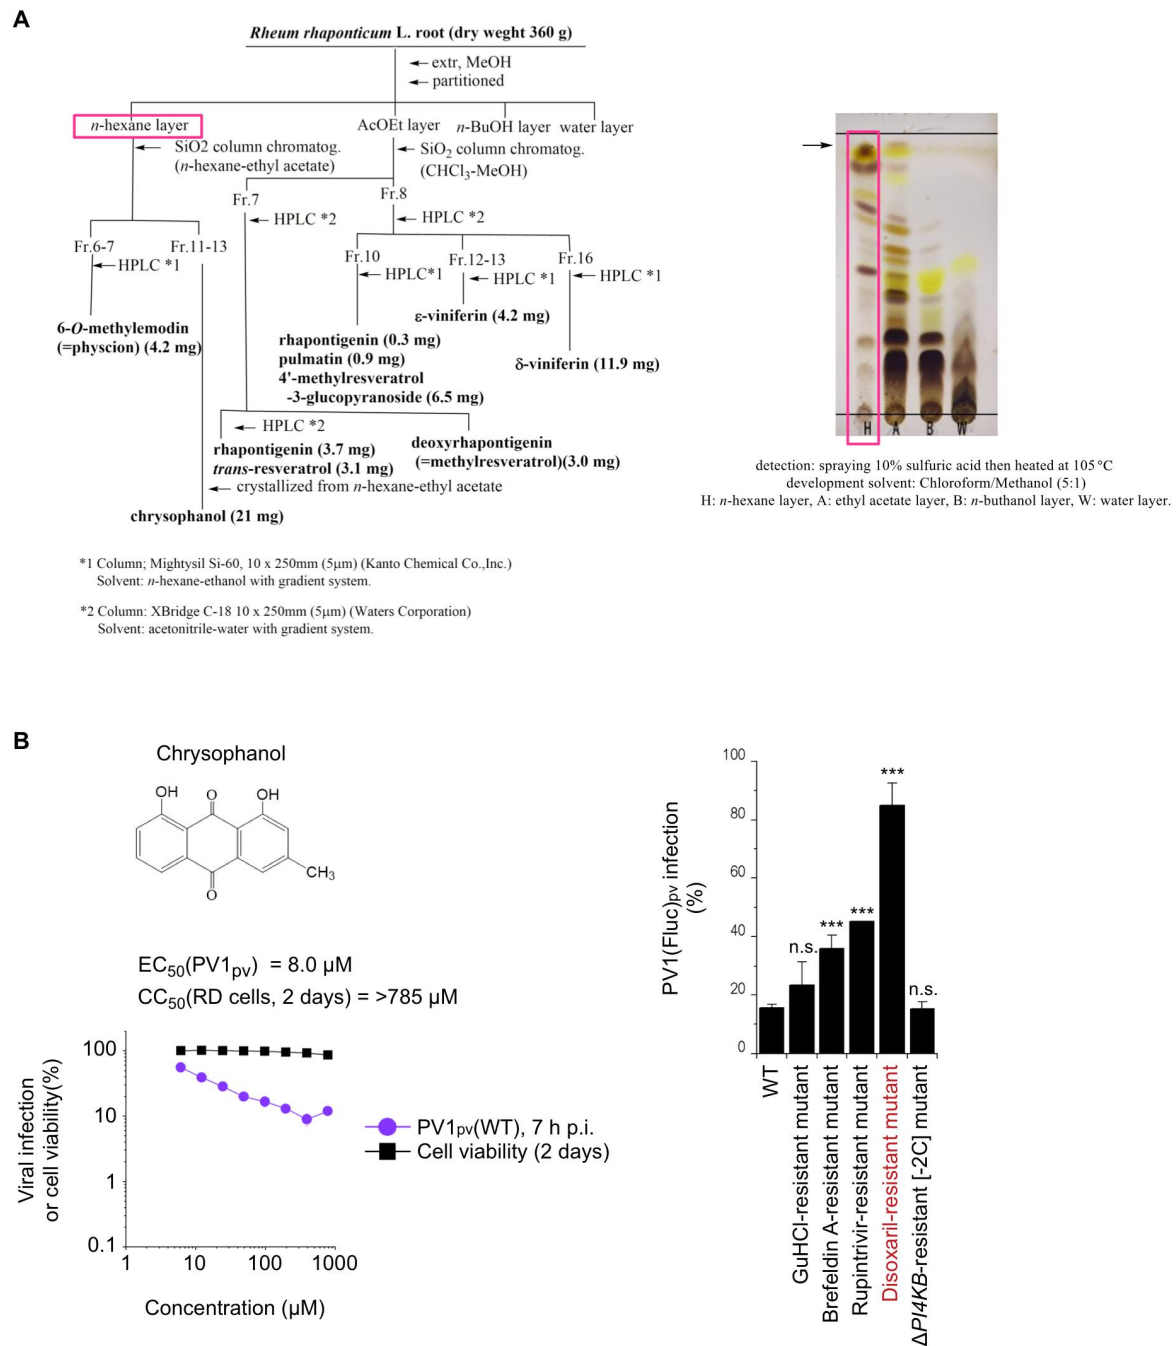 A
Rheum rhaponticum L. root (dry weght 360 g)
extr, MeOH
partitioned
n-hexane layer
AcOEt layer
n-BuOH layer
water layer
SiO2 column chromatog.
(n-hexane-ethyl acetate)
SiO2 column chromatog.
(CHCl3-MeOH)
Fr.7
Fr.8
HPLC *2
HPLC *2
Fr.6-7
Fr.11-13
HPLC *1
Fr.10
Fr.12-13
Fr.16
HPLC*1
HPLC *1
HPLC *1
6-O-methylemodin
(=physcion) (4.2 mg)
ε-viniferin (4.2 mg)
rhapontigenin (0.3 mg)
pulmatin (0.9 mg)
4'-methylresveratrol
-3-glucopyranoside (6.5 mg)
δ-viniferin (11.9 mg)
HPLC *2
rhapontigenin (3.7 mg)
trans-resveratrol (3.1 mg)
deoxyrhapontigenin
(=methylresveratrol)(3.0 mg)
crystallized from n-hexane-ethyl acetate
chrysophanol (21 mg)
*1 Column; Mightysil Si-60, 10 x 250mm (5μm) (Kanto Chemical Co.,Inc.)
Solvent: n-hexane-ethanol with gradient system.
*2 Column: XBridge C-18 10 x 250mm (5μm) (Waters Corporation)
Solvent: acetonitrile-water with gradient system.
H A B W
detection: spraying 10% sulfuric acid then heated at 105 °C
development solvent: Chloroform/Methanol (5:1)
H: n-hexane layer, A: ethyl acetate layer, B: n-buthanol layer, W: water layer.
B
Chrysophanol
OH O OH
CH3
O
EC50(PV1pv) = 8.0 μM
CC50(RD cells, 2 days) = >785 μM
Viral infection
or cell viability(%)
100
10
1
0.1
1 10 100 1000
Concentration (μM)
PV1pv(WT), 7 h p.i.
Cell viability (2 days)
PV1(Fluc)pv infection
(%)
100
80
60
40
20
0
n.s.
***
***
***
n.s.
WT
GuHCl-resistant mutant
Brefeldin A-resistant mutant
Rupintrivir-resistant mutant
Disoxaril-resistant mutant
ΔPI4KB-resistant [-2C] mutant